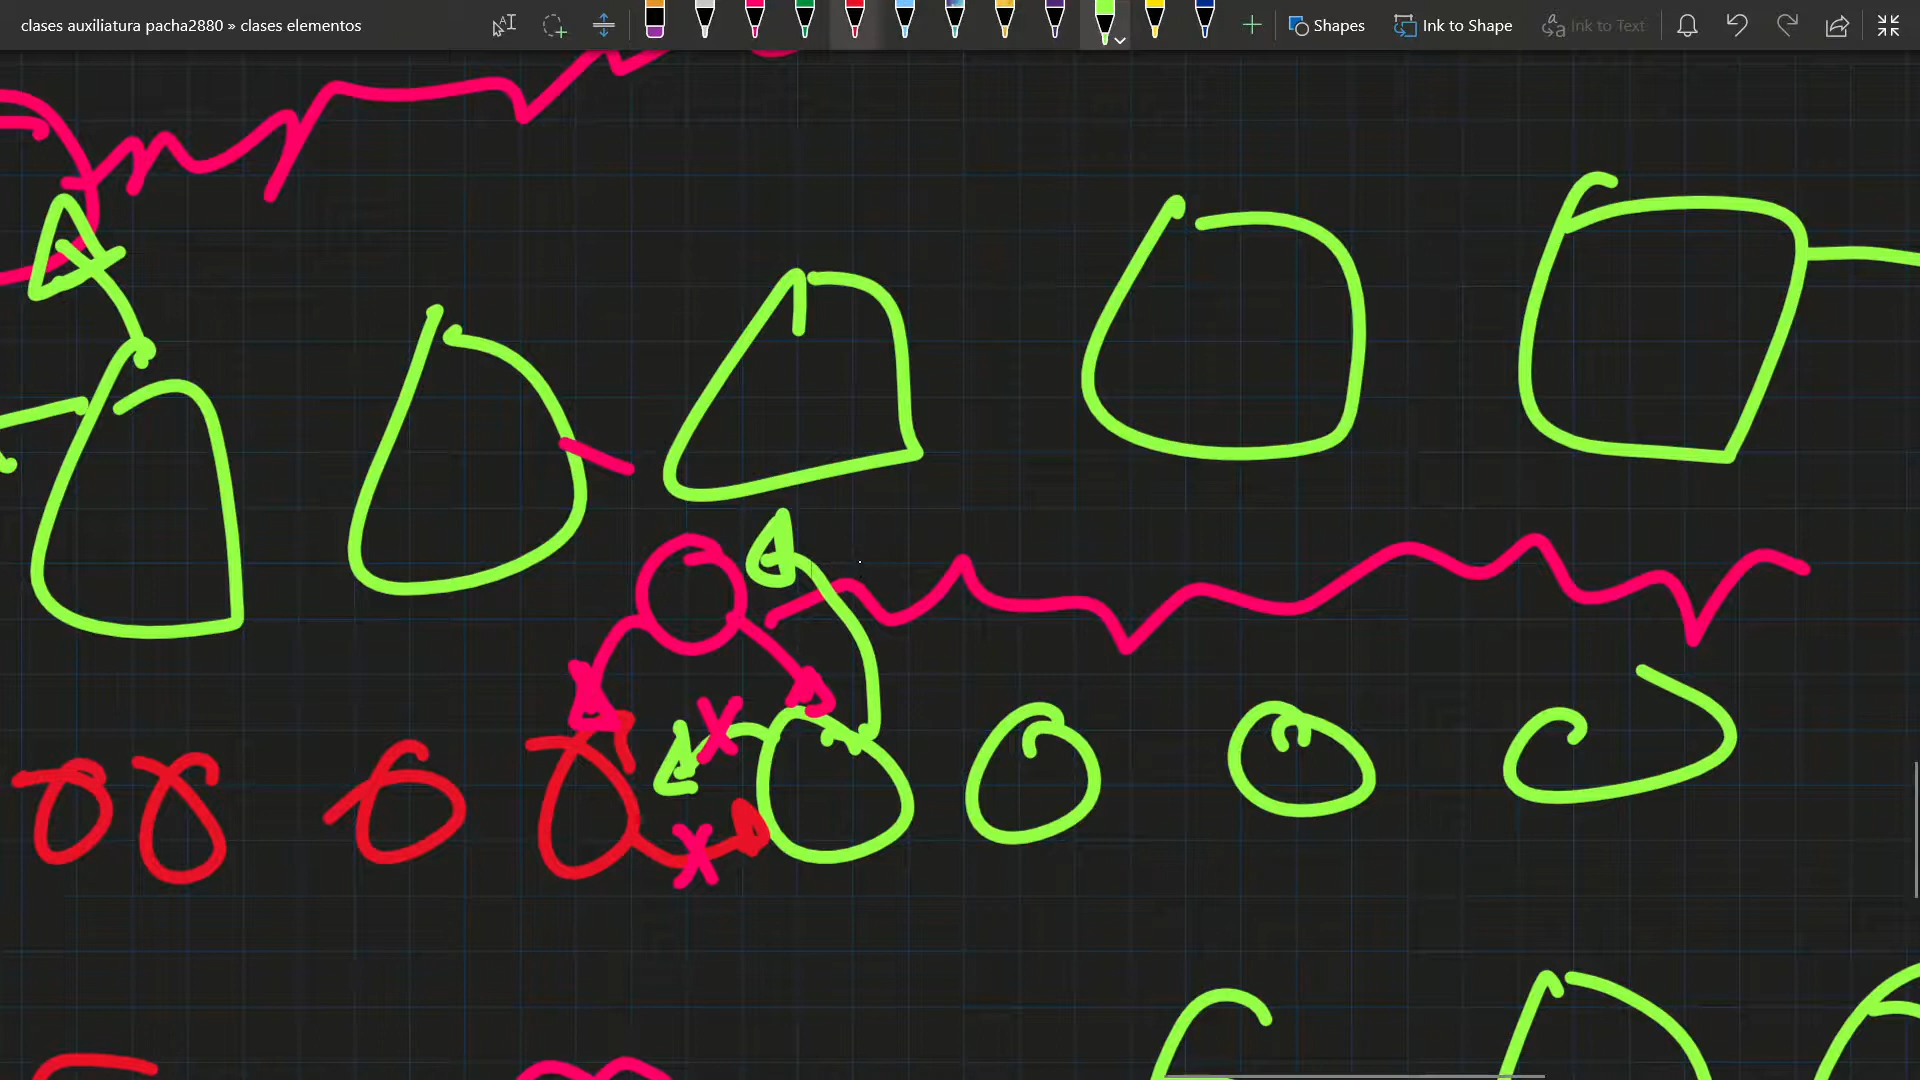 clases auxiliatura pacha2880 » clases elementos
Shapes
Ink to Shape
Ink to Text
X
X